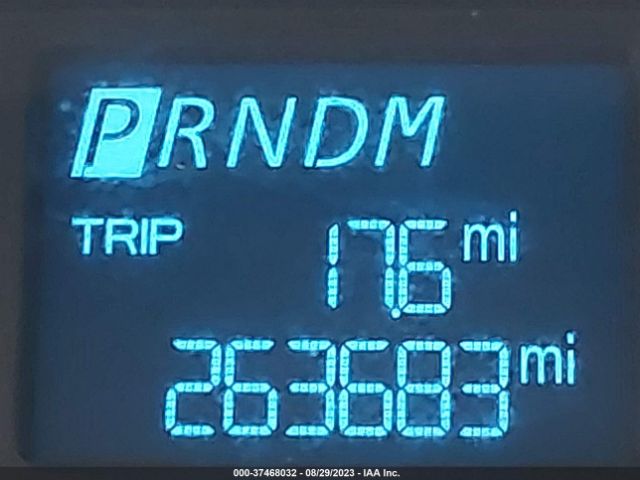 PRNDM
TRIP 17.6 mi
263683 mi
000-37468032 - 08/29/2023 - IAA Inc.